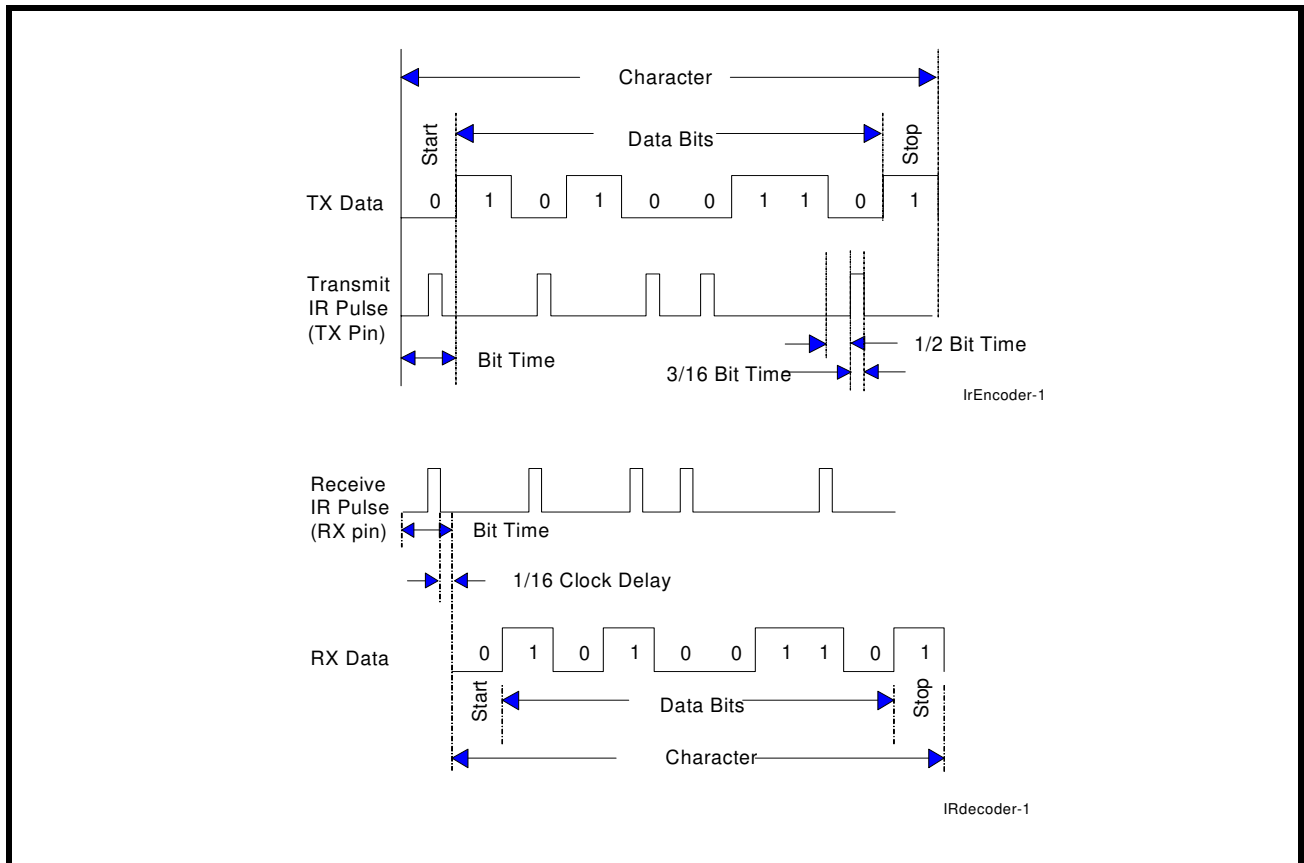 Character
Start
Data Bits
Stop
TX Data
0 1 0 1 0 0 1 1 0 1
Transmit
IR Pulse
(TX Pin)
Bit Time
1/2 Bit Time
3/16 Bit Time
IrEncoder-1
Receive
IR Pulse
(RX pin)
Bit Time
1/16 Clock Delay
RX Data
0 1 0 1 0 0 1 1 0 1
Start
Data Bits
Stop
Character
IRdecoder-1